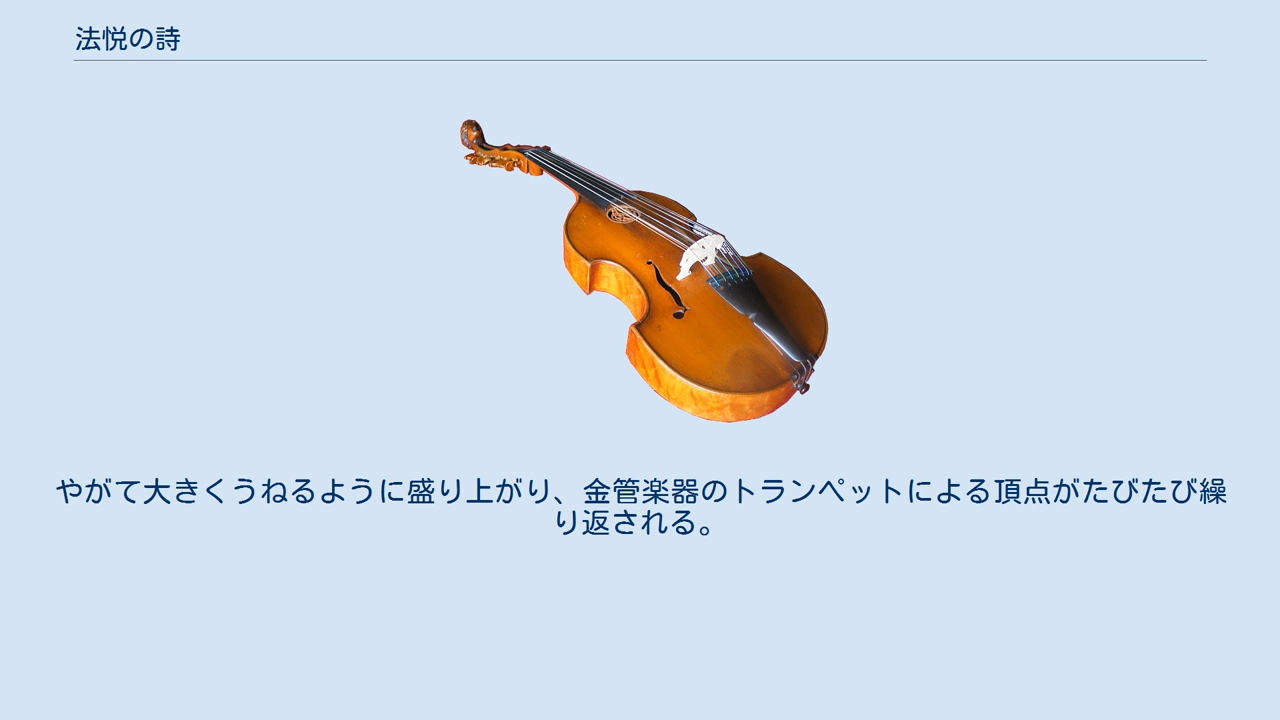 法悦の詩
やがて大きくうねるように盛り上がり、金管楽器のトランペットによる頂点がたびたび繰
り返される。